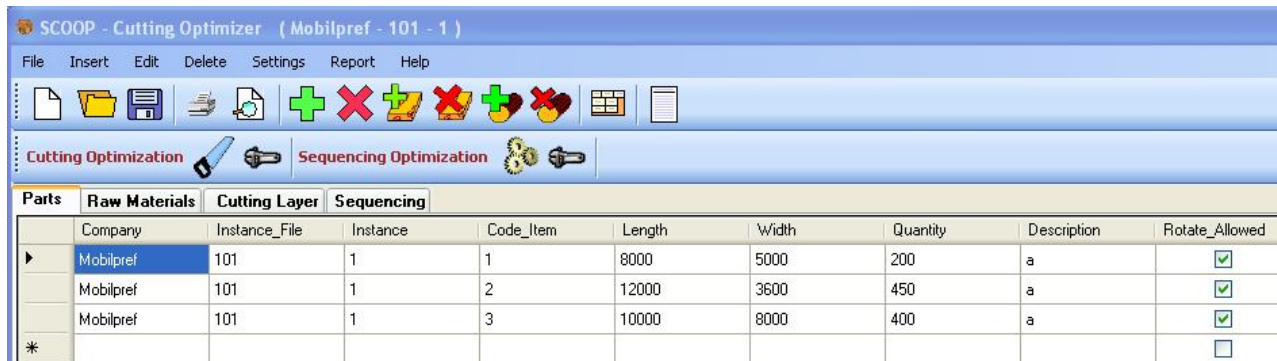 SCOOP - Cutting Optimizer ( Mobilpref - 101 - 1 )
File Insert Edit Delete Settings Report Help
Cutting Optimization Sequencing Optimization
Parts Raw Materials Cutting Layer Sequencing
Company Instance_File Instance Code_Item Length Width Quantity Description Rotate_Allowed
Mobilpref 101 1 1 8000 5000 200 a
Mobilpref 101 1 2 12000 3600 450 a
Mobilpref 101 1 3 10000 8000 400 a